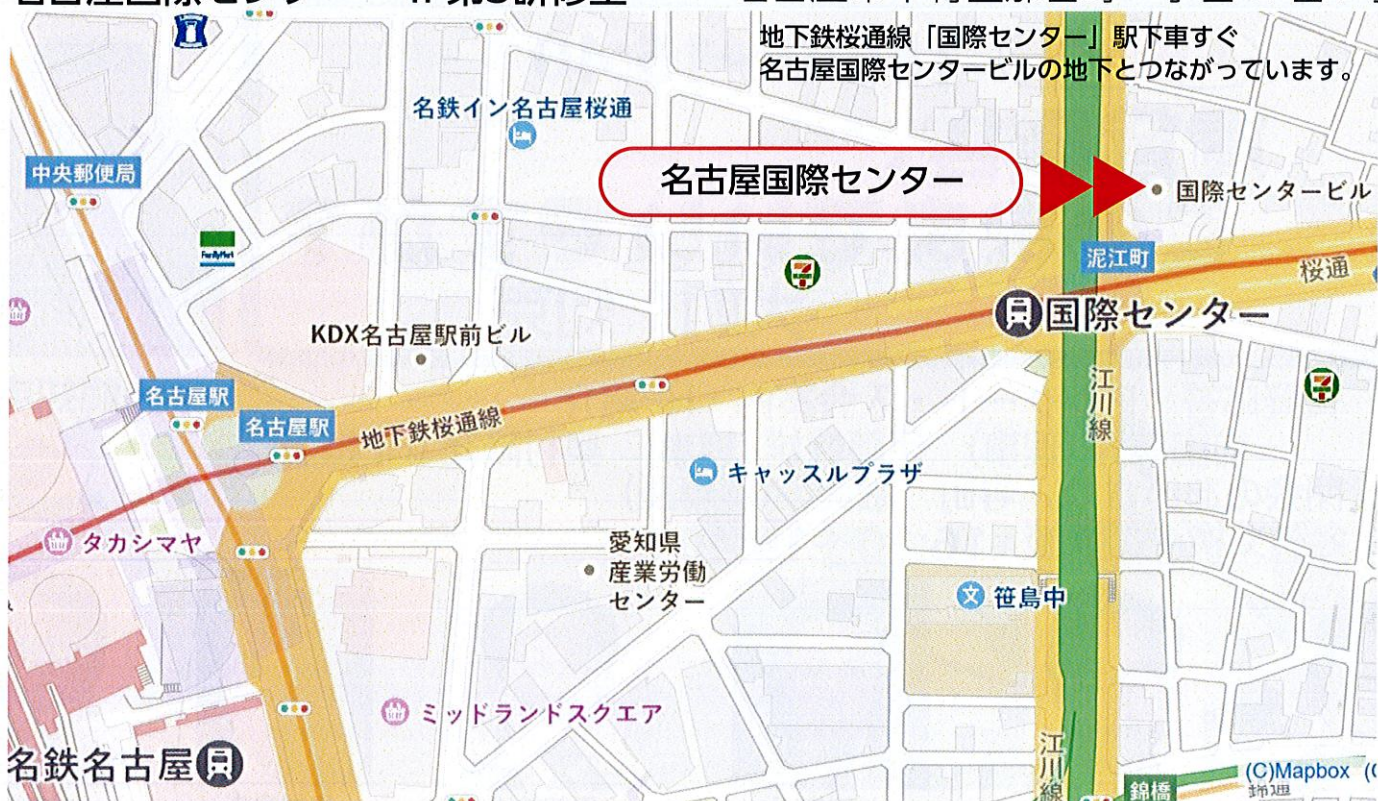 地下鉄桜通線「国際センター」駅下車すぐ
名古屋国際センタービルの地下とつながっています。
名鉄イン名古屋桜通
中央郵便局
名古屋国際センター
国際センタービル
FamilyMart
泥江町
桜通
国際センター
KDX名古屋駅前ビル
名古屋駅
名古屋駅
地下鉄桜通線
江川線
キャッスルプラザ
タカシマヤ
愛知県
産業労働
センター
笹島中
ミッドランドスクエア
名鉄名古屋
江川線
錦橋
(C)Mapbox